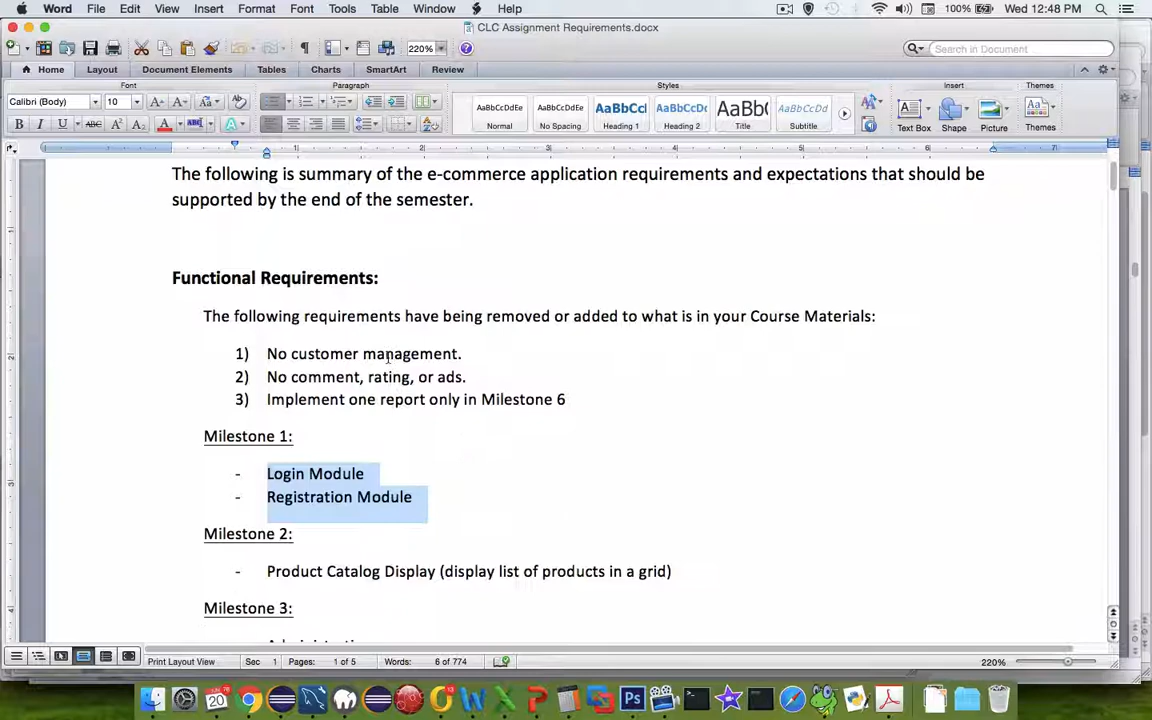 Word File Edit View Insert Format Font Tools Table Window Help 100% Wed 12:48 PM
CLC Assignment Requirements.docx
220% Search in Document
Home Layout Document Elements Tables Charts SmartArt Review
Font Paragraph Styles Insert Themes
Calibri (Body) 10
AaBbCcDdEe AaBbCcDdEe AaBbCc AaBbCcDc AaBb( AaBbCcDd
Normal No Spacing Heading 1 Heading 2 Title Subtitle Text Box Shape Picture Themes
The following is summary of the e-commerce application requirements and expectations that should be
supported by the end of the semester.
Functional Requirements:
The following requirements have being removed or added to what is in your Course Materials:
1) No customer management.
2) No comment, rating, or ads.
3) Implement one report only in Milestone 6
Milestone 1:
- Login Module
- Registration Module
Milestone 2:
- Product Catalog Display (display list of products in a grid)
Milestone 3:
Print Layout View Sec 1 Pages: 1 of 5 Words: 6 of 774 220%